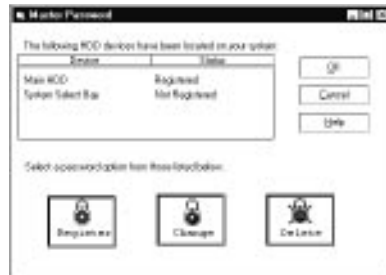 Master Password
The following HDD devices have been located on your system
Device Status
Main HDD Registered
System Select Bay Not Registered
OK
Cancel
Help
Select a password option from those listed below.
Register Change Delete